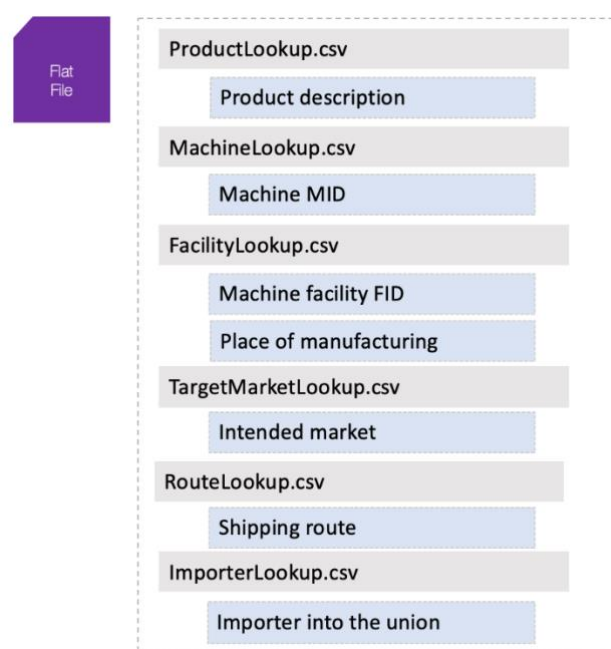 Flat
File
ProductLookup.csv
Product description
MachineLookup.csv
Machine MID
FacilityLookup.csv
Machine facility FID
Place of manufacturing
TargetMarketLookup.csv
Intended market
RouteLookup.csv
Shipping route
ImporterLookup.csv
Importer into the union